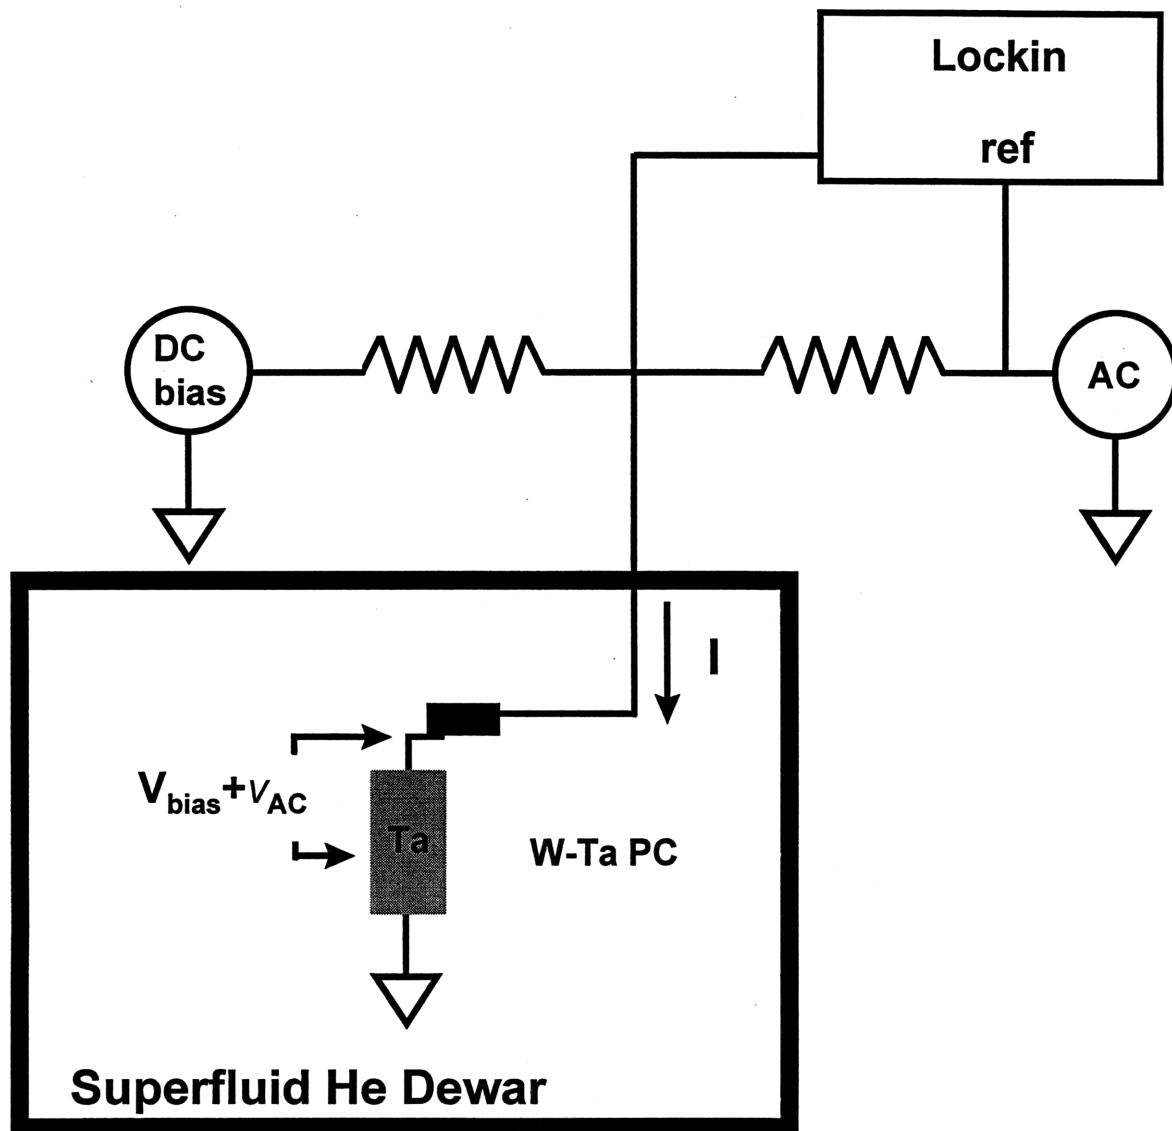 Lockin
ref
DC
bias
AC
I
V_bias+v_AC
Ta
W-Ta PC
Superfluid He Dewar